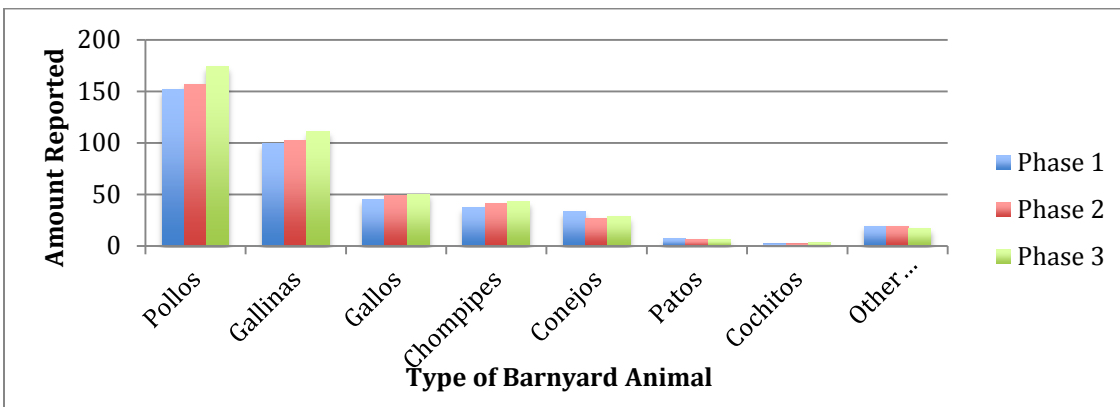 Amount Reported
200
150
100
50
0
Pollos
Gallinas
Gallos
Chompipes
Conejos
Patos
Cochitos
Other...
Type of Barnyard Animal
Phase 1
Phase 2
Phase 3